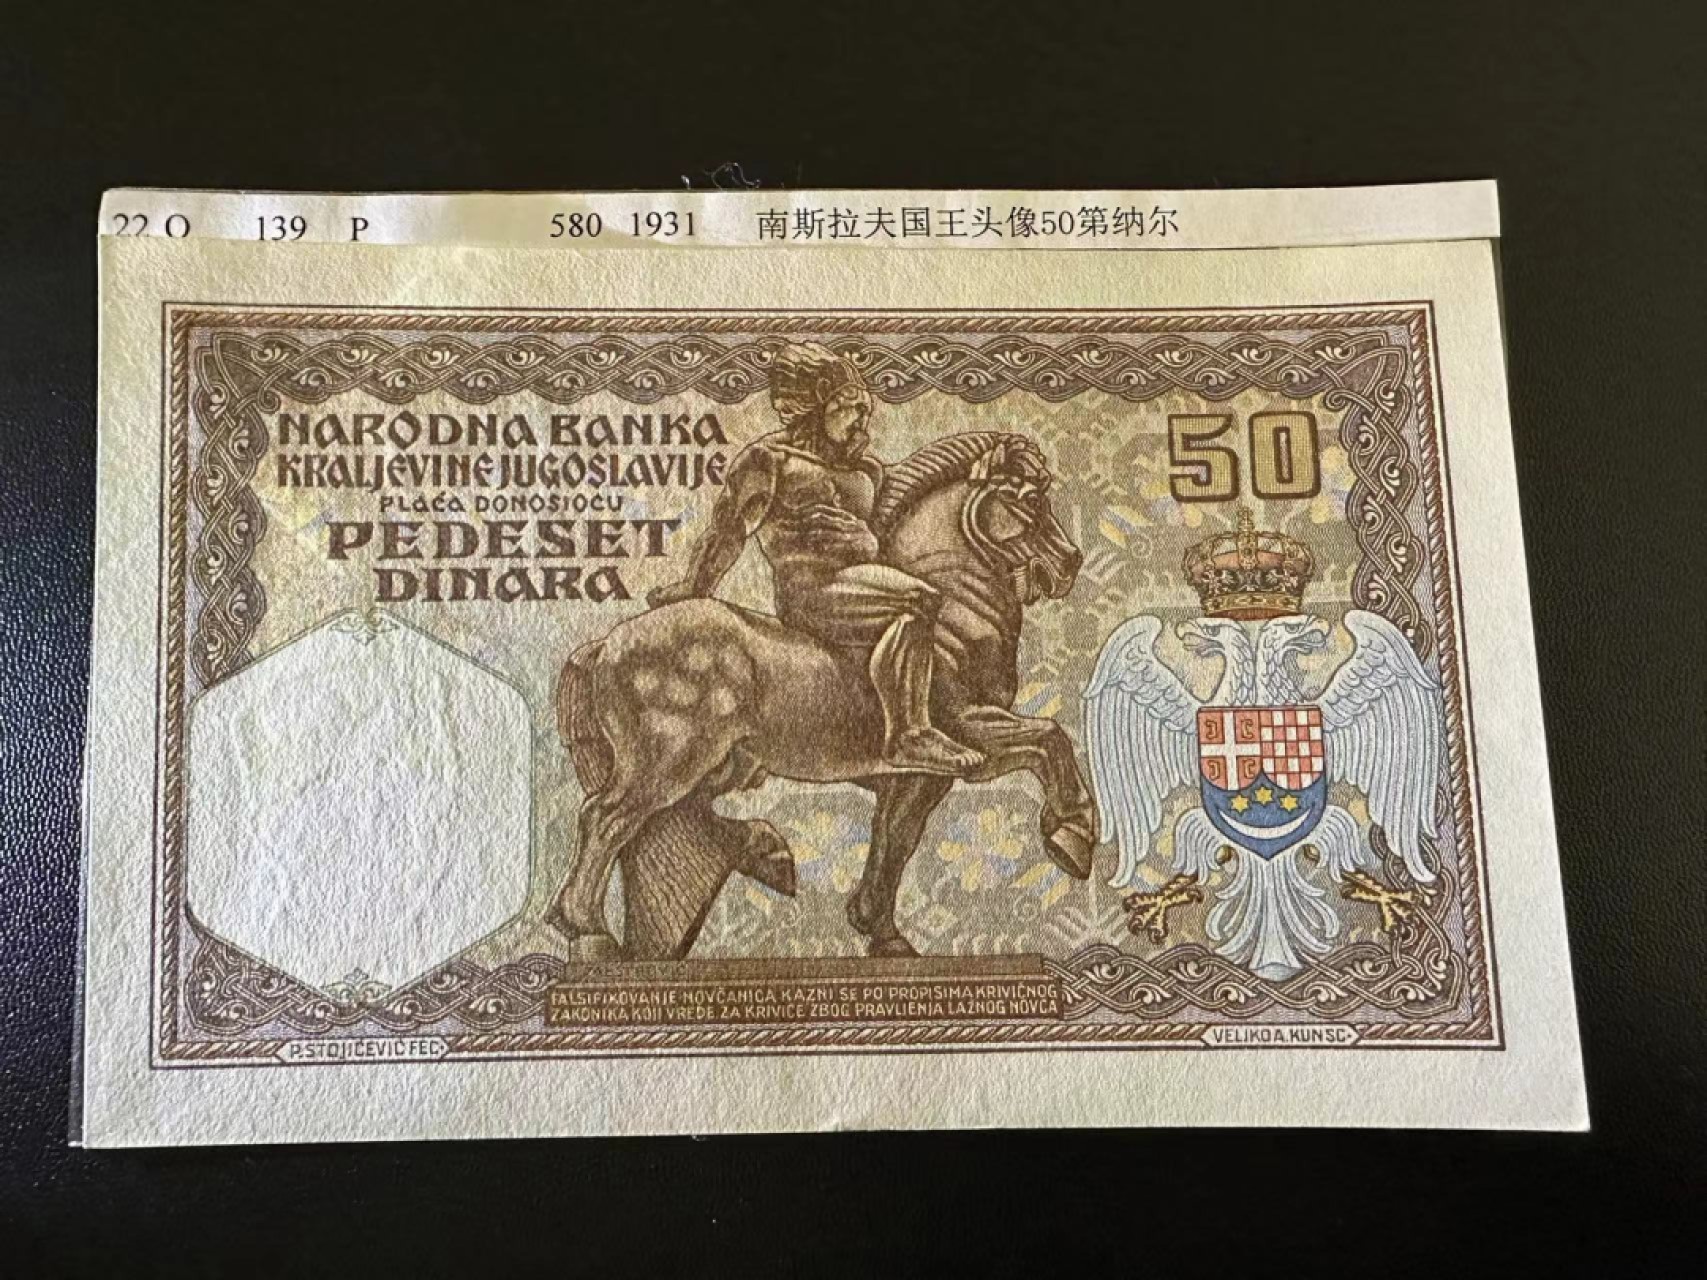 22 O 139 P 580 1931 南斯拉夫国王头像50第纳尔
NARODNA BANKA
KRALJEVINE JUGOSLAVIJE
PLAĆA DONOSIOCU
PEDESET
DINARA
50
J C
J C
FALSIFIKOVANJE NOVČANICA KAZNI SE PO PROPISIMA KRIVIČNOG
ZAKONIKA KOJI VREDE ZA KRIVICE ZBOG PRAVLJENJA LAŽNOG NOVCA
P.STOJIĆEVIĆ FEC.
VELJKO A. KUN SC.